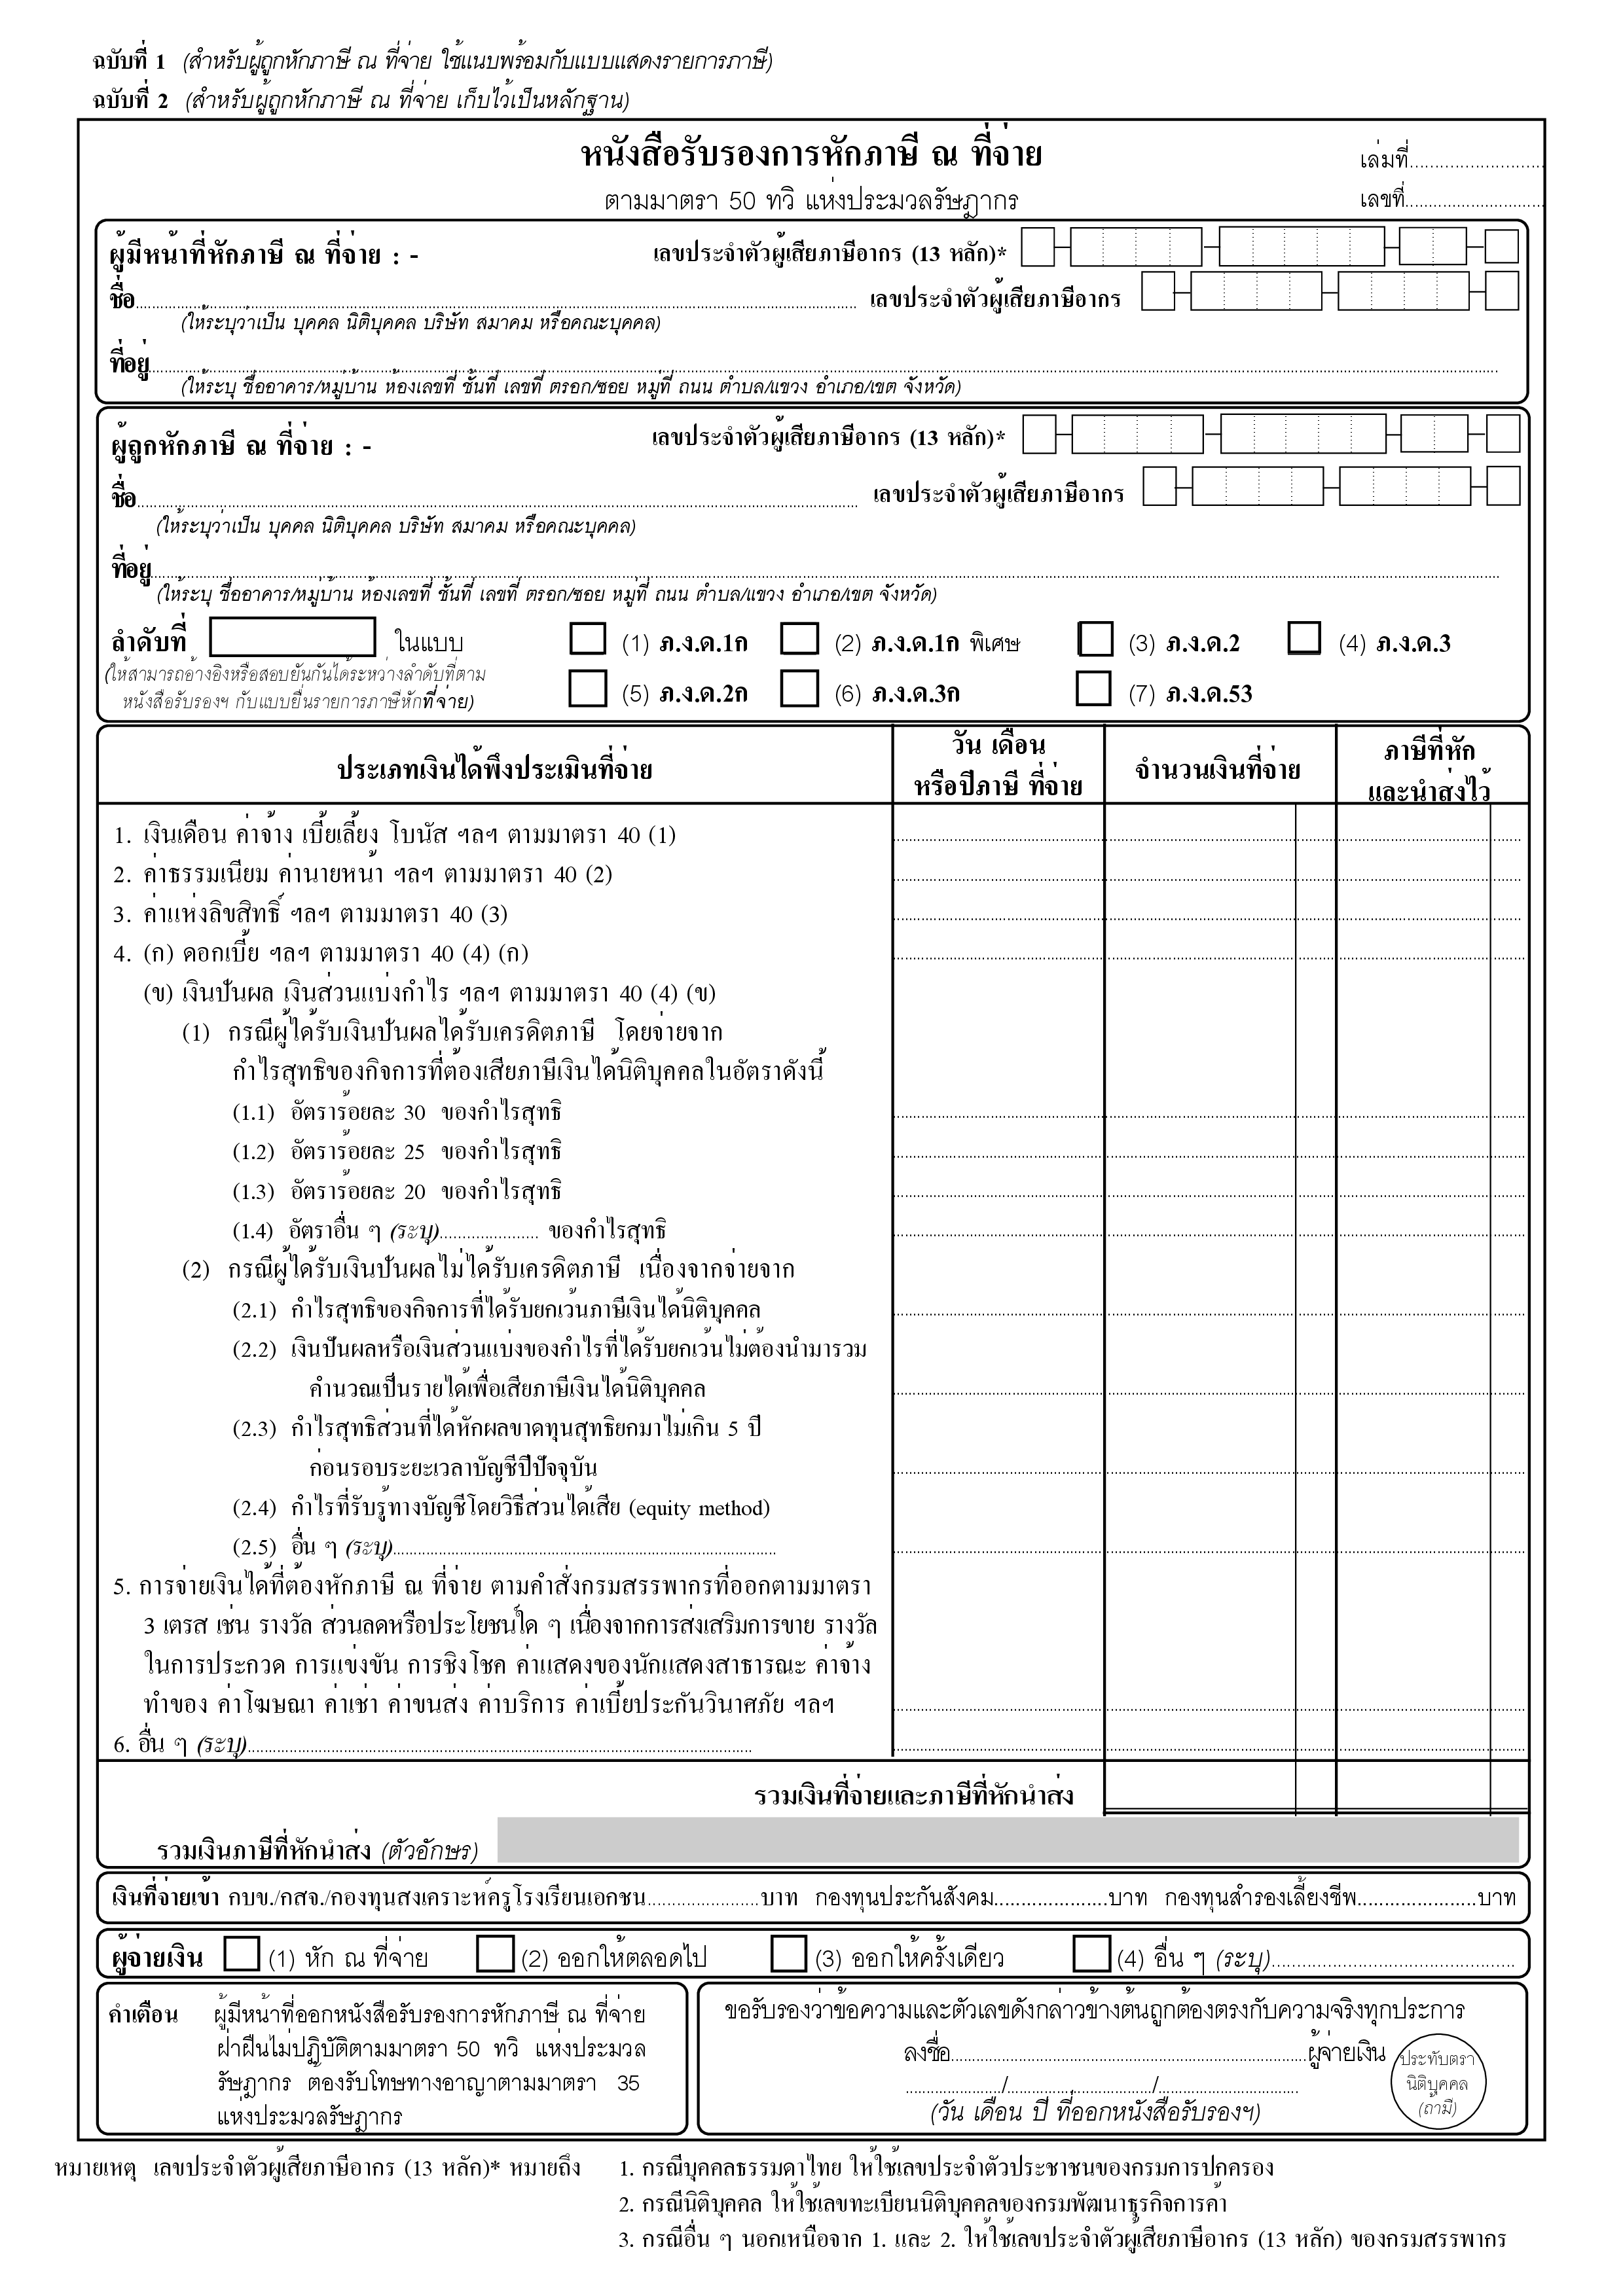 ฉบับที่ 1 (สำหรับผู้ถูกหักภาษี ณ ที่จ่าย ใช้แนบพร้อมกับแบบแสดงรายการภาษี)
ฉบับที่ 2 (สำหรับผู้ถูกหักภาษี ณ ที่จ่าย เก็บไว้เป็นหลักฐาน)
หนังสือรับรองการหักภาษี ณ ที่จ่าย
เล่มที่
ตามมาตรา 50 ทวิ แห่งประมวลรัษฎากร
เลขที่
ผู้มีหน้าที่หักภาษี ณ ที่จ่าย : - เลขประจำตัวผู้เสียภาษีอากร (13 หลัก)*
ชื่อ เลขประจำตัวผู้เสียภาษีอากร
(ให้ระบุว่าเป็น บุคคล นิติบุคคล บริษัท สมาคม หรือคณะบุคคล)
ที่อยู่
(ให้ระบุ ชื่ออาคาร/หมู่บ้าน ห้องเลขที่ ชั้นที่ เลขที่ ตรอก/ซอย หมู่ที่ ถนน ตำบล/แขวง อำเภอ/เขต จังหวัด)
ผู้ถูกหักภาษี ณ ที่จ่าย : - เลขประจำตัวผู้เสียภาษีอากร (13 หลัก)*
ชื่อ เลขประจำตัวผู้เสียภาษีอากร
(ให้ระบุว่าเป็น บุคคล นิติบุคคล บริษัท สมาคม หรือคณะบุคคล)
ที่อยู่
(ให้ระบุ ชื่ออาคาร/หมู่บ้าน ห้องเลขที่ ชั้นที่ เลขที่ ตรอก/ซอย หมู่ที่ ถนน ตำบล/แขวง อำเภอ/เขต จังหวัด)
ลำดับที่ ในแบบ (1) ภ.ง.ด.1ก (2) ภ.ง.ด.1ก พิเศษ (3) ภ.ง.ด.2 (4) ภ.ง.ด.3
(ให้สามารถอ้างอิงหรือสอบยันกันได้ระหว่างลำดับที่ตาม
หนังสือรับรองฯ กับแบบยื่นรายการภาษีหักที่จ่าย) (5) ภ.ง.ด.2ก (6) ภ.ง.ด.3ก (7) ภ.ง.ด.53
ประเภทเงินได้พึงประเมินที่จ่าย
วัน เดือน
หรือปีภาษี ที่จ่าย
จำนวนเงินที่จ่าย
ภาษีที่หัก
และนำส่งไว้
1. เงินเดือน ค่าจ้าง เบี้ยเลี้ยง โบนัส ฯลฯ ตามมาตรา 40 (1)
2. ค่าธรรมเนียม ค่านายหน้า ฯลฯ ตามมาตรา 40 (2)
3. ค่าแห่งลิขสิทธิ์ ฯลฯ ตามมาตรา 40 (3)
4. (ก) ดอกเบี้ย ฯลฯ ตามมาตรา 40 (4) (ก)
(ข) เงินปันผล เงินส่วนแบ่งกำไร ฯลฯ ตามมาตรา 40 (4) (ข)
(1) กรณีผู้ได้รับเงินปันผลได้รับเครดิตภาษี โดยจ่ายจาก
กำไรสุทธิของกิจการที่ต้องเสียภาษีเงินได้นิติบุคคลในอัตราดังนี้
(1.1) อัตราร้อยละ 30 ของกำไรสุทธิ
(1.2) อัตราร้อยละ 25 ของกำไรสุทธิ
(1.3) อัตราร้อยละ 20 ของกำไรสุทธิ
(1.4) อัตราอื่น ๆ (ระบุ)..................... ของกำไรสุทธิ
(2) กรณีผู้ได้รับเงินปันผลไม่ได้รับเครดิตภาษี เนื่องจากจ่ายจาก
(2.1) กำไรสุทธิของกิจการที่ได้รับยกเว้นภาษีเงินได้นิติบุคคล
(2.2) เงินปันผลหรือเงินส่วนแบ่งของกำไรที่ได้รับยกเว้นไม่ต้องนำมารวม
คำนวณเป็นรายได้เพื่อเสียภาษีเงินได้นิติบุคคล
(2.3) กำไรสุทธิส่วนที่ได้หักผลขาดทุนสุทธิยกมาไม่เกิน 5 ปี
ก่อนรอบระยะเวลาบัญชีปีปัจจุบัน
(2.4) กำไรที่รับรู้ทางบัญชีโดยวิธีส่วนได้เสีย (equity method)
(2.5) อื่น ๆ (ระบุ)
5. การจ่ายเงินได้ที่ต้องหักภาษี ณ ที่จ่าย ตามคำสั่งกรมสรรพากรที่ออกตามมาตรา
3 เตรส เช่น รางวัล ส่วนลดหรือประโยชน์ใด ๆ เนื่องจากการส่งเสริมการขาย รางวัล
ในการประกวด การแข่งขัน การชิงโชค ค่าแสดงของนักแสดงสาธารณะ ค่าจ้าง
ทำของ ค่าโฆษณา ค่าเช่า ค่าขนส่ง ค่าบริการ ค่าเบี้ยประกันวินาศภัย ฯลฯ
6. อื่น ๆ (ระบุ)
รวมเงินที่จ่ายและภาษีที่หักนำส่ง
รวมเงินภาษีที่หักนำส่ง (ตัวอักษร)
เงินที่จ่ายเข้า กบข./กสจ./กองทุนสงเคราะห์ครูโรงเรียนเอกชน.......................บาท กองทุนประกันสังคม.....................บาท กองทุนสำรองเลี้ยงชีพ......................บาท
ผู้จ่ายเงิน (1) หัก ณ ที่จ่าย (2) ออกให้ตลอดไป (3) ออกให้ครั้งเดียว (4) อื่น ๆ (ระบุ)
คำเตือน ผู้มีหน้าที่ออกหนังสือรับรองการหักภาษี ณ ที่จ่าย
ฝ่าฝืนไม่ปฏิบัติตามมาตรา 50 ทวิ แห่งประมวล
รัษฎากร ต้องรับโทษทางอาญาตามมาตรา 35
แห่งประมวลรัษฎากร
ขอรับรองว่าข้อความและตัวเลขดังกล่าวข้างต้นถูกต้องตรงกับความจริงทุกประการ
ลงชื่อ..............................ผู้จ่ายเงิน
................/........................../......................
(วัน เดือน ปี ที่ออกหนังสือรับรองฯ)
ประทับตรา
นิติบุคคล
(ถ้ามี)
หมายเหตุ เลขประจำตัวผู้เสียภาษีอากร (13 หลัก)* หมายถึง 1. กรณีบุคคลธรรมดาไทย ให้ใช้เลขประจำตัวประชาชนของกรมการปกครอง
2. กรณีนิติบุคคล ให้ใช้เลขทะเบียนนิติบุคคลของกรมพัฒนาธุรกิจการค้า
3. กรณีอื่น ๆ นอกเหนือจาก 1. และ 2. ให้ใช้เลขประจำตัวผู้เสียภาษีอากร (13 หลัก) ของกรมสรรพากร